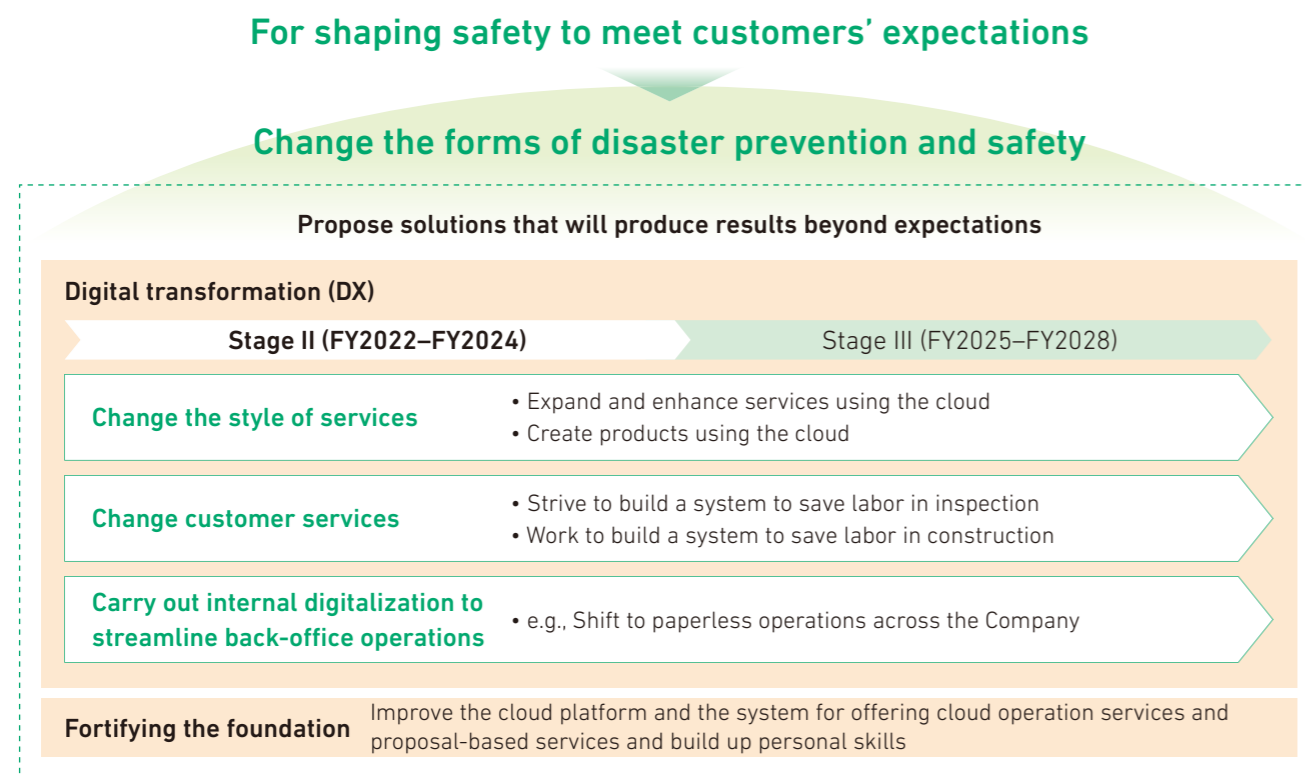 For shaping safety to meet customers’ expectations
Change the forms of disaster prevention and safety
Propose solutions that will produce results beyond expectations
Digital transformation (DX)
Stage II (FY2022–FY2024)
Stage III (FY2025–FY2028)
Change the style of services
• Expand and enhance services using the cloud
• Create products using the cloud
Change customer services
• Strive to build a system to save labor in inspection
• Work to build a system to save labor in construction
Carry out internal digitalization to
streamline back-office operations
• e.g., Shift to paperless operations across the Company
Fortifying the foundation
Improve the cloud platform and the system for offering cloud operation services and
proposal-based services and build up personal skills